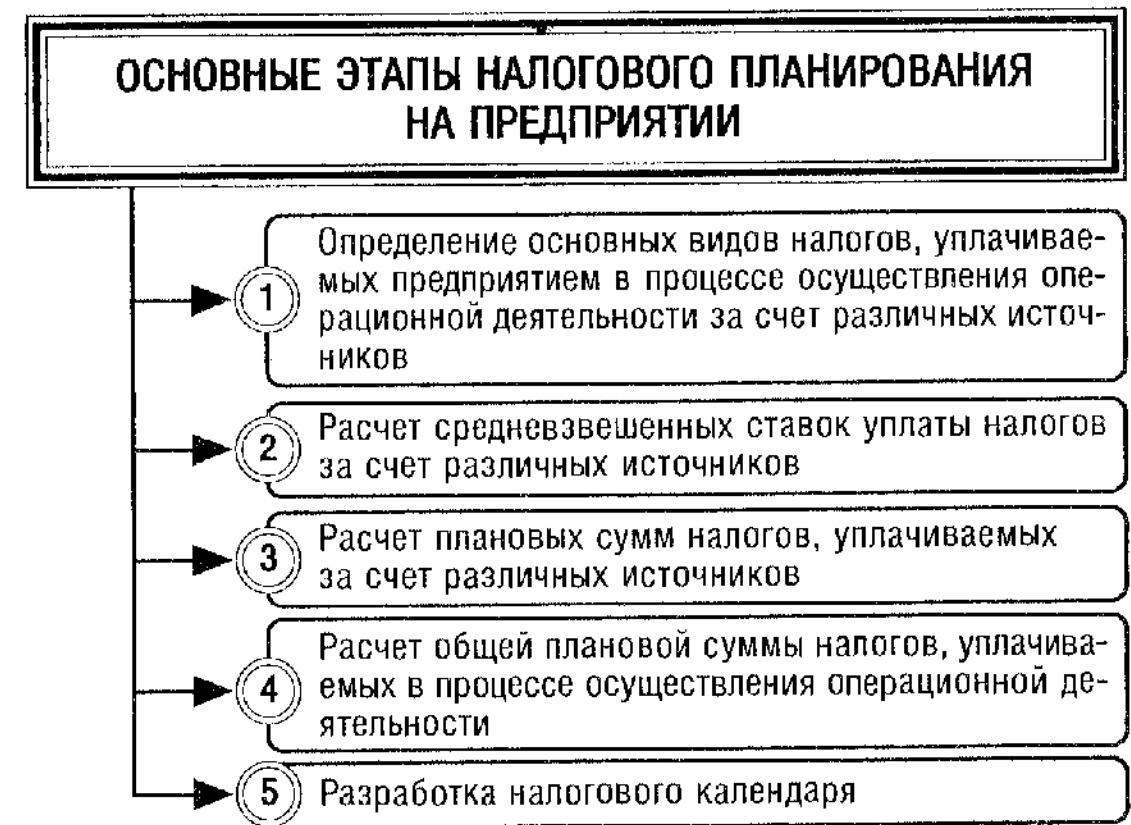 ОСНОВНЫЕ ЭТАПЫ НАЛОГОВОГО ПЛАНИРОВАНИЯ
НА ПРЕДПРИЯТИИ
1
Определение основных видов налогов, уплачивае-
мых предприятием в процессе осуществления опе-
рационной деятельности за счет различных источ-
ников
2
Расчет средневзвешенных ставок уплаты налогов
за счет различных источников
3
Расчет плановых сумм налогов, уплачиваемых
за счет различных источников
4
Расчет общей плановой суммы налогов, уплачива-
емых в процессе осуществления операционной де-
ятельности
5
Разработка налогового календаря